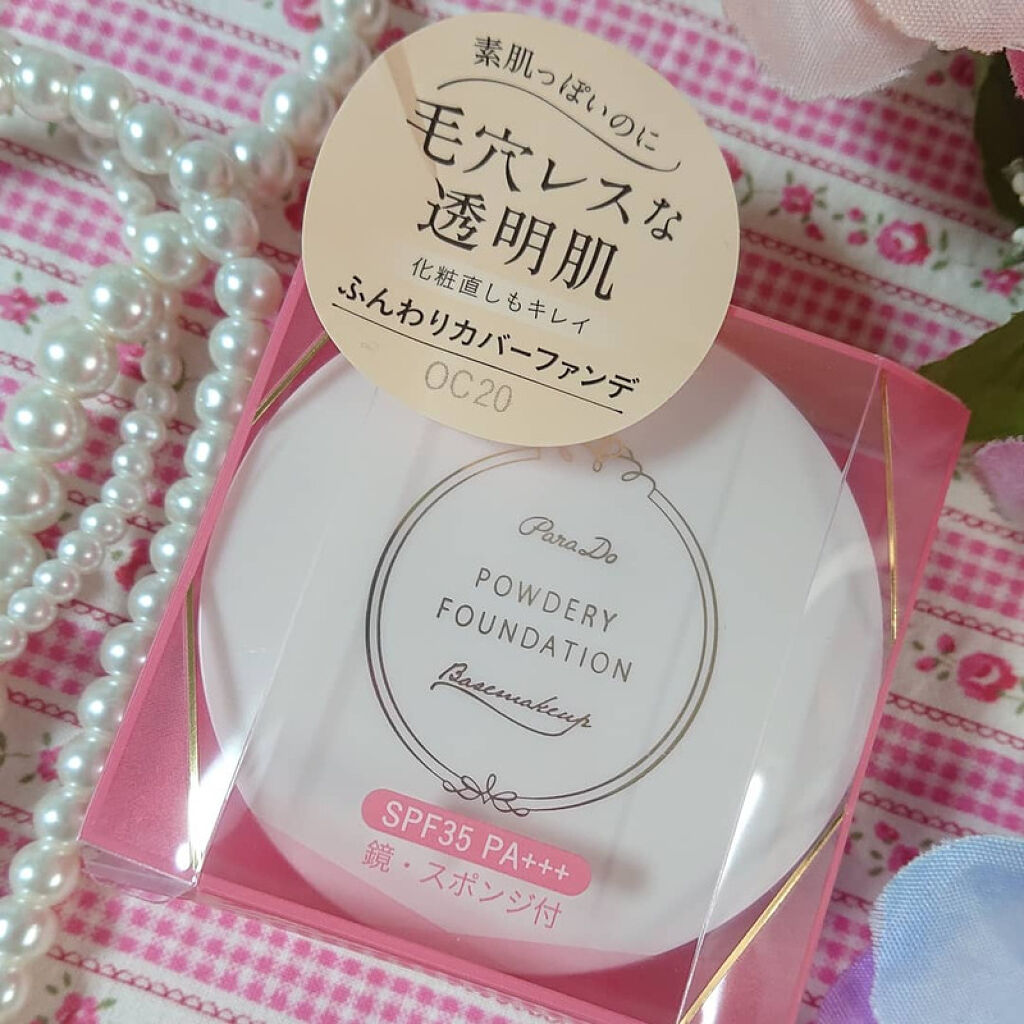 素肌っぽいのに
毛穴レスな
透明肌
化粧直しもキレイ
ふんわりカバーファンデ
OC20
ParaDo
POWDERY
FOUNDATION
Basemakeup
SPF35 PA+++
鏡・スポンジ付